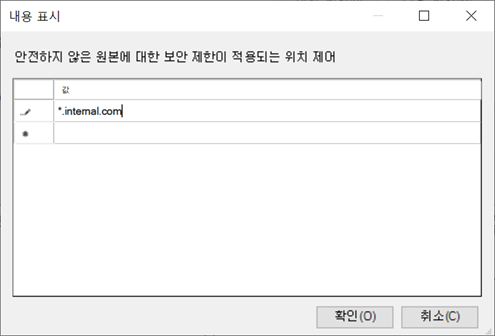 내용 표시
안전하지 않은 원본에 대한 보안 제한이 적용되는 위치 제어
값
*.internal.com
확인(O) 취소(C)